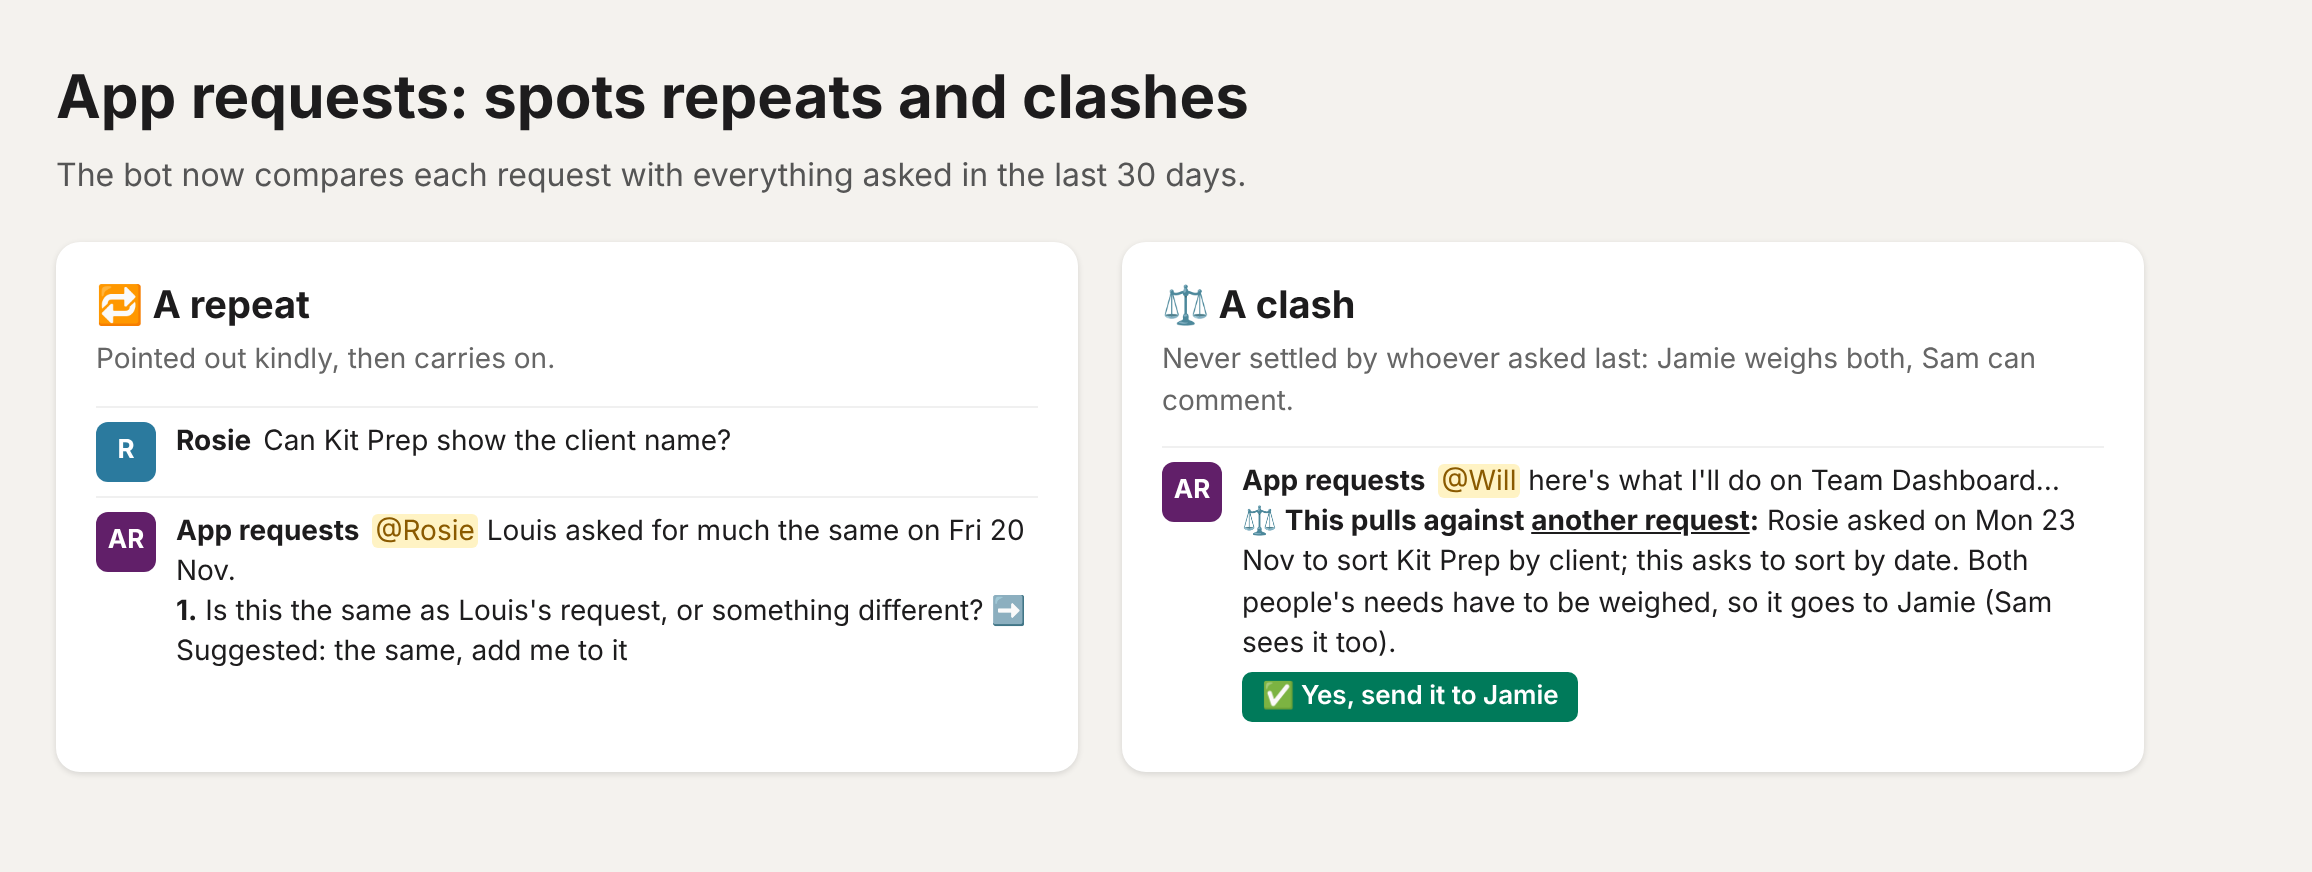 App requests: spots repeats and clashes
The bot now compares each request with everything asked in the last 30 days.
🔁 A repeat
Pointed out kindly, then carries on.
R
Rosie Can Kit Prep show the client name?
AR
App requests @Rosie Louis asked for much the same on Fri 20
Nov.
1. Is this the same as Louis's request, or something different? ➡️
Suggested: the same, add me to it
⚖️ A clash
Never settled by whoever asked last: Jamie weighs both, Sam can
comment.
AR
App requests @Will here's what I'll do on Team Dashboard...
⚖️ This pulls against another request: Rosie asked on Mon 23
Nov to sort Kit Prep by client; this asks to sort by date. Both
people's needs have to be weighed, so it goes to Jamie (Sam
sees it too).
✅ Yes, send it to Jamie